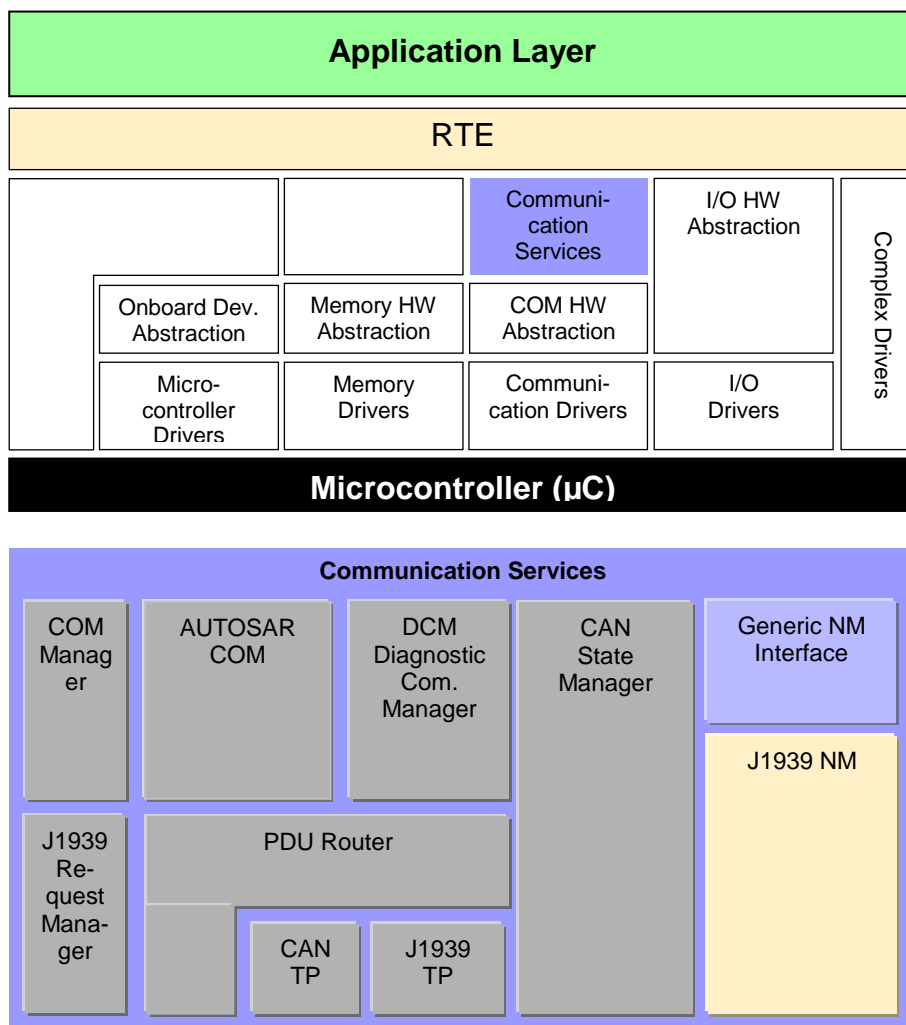 Application Layer
RTE
Communi-
cation
Services
I/O HW
Abstraction
Complex Drivers
Onboard Dev.
Abstraction
Memory HW
Abstraction
COM HW
Abstraction
Micro-
controller
Drivers
Memory
Drivers
Communi-
cation Drivers
I/O
Drivers
Microcontroller (µC)
Communication Services
COM
Manag
er
AUTOSAR
COM
DCM
Diagnostic
Com.
Manager
CAN
State
Manager
Generic NM
Interface
J1939 NM
J1939
Re-
quest
Mana-
ger
PDU Router
CAN
TP
J1939
TP